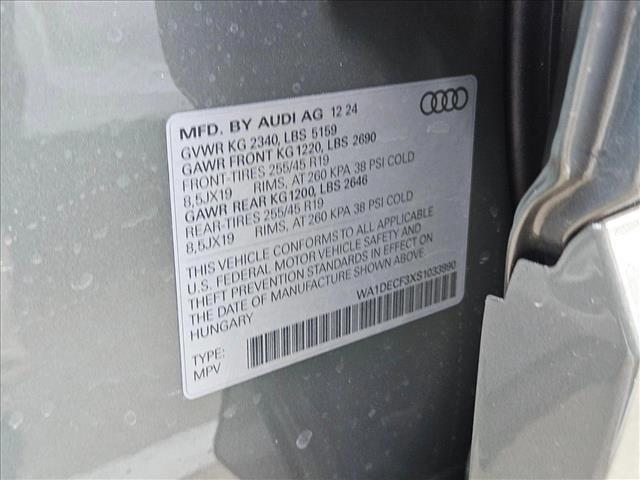 MFD. BY AUDI AG 12 24
GVWR KG 2340, LBS 5159
GAWR FRONT KG 1220, LBS 2690
FRONT-TIRES 255/45 R19
8,5JX19 RIMS, AT 260 KPA 38 PSI COLD
GAWR REAR KG 1200, LBS 2646
REAR-TIRES 255/45 R19
8,5JX19 RIMS, AT 260 KPA 38 PSI COLD
THIS VEHICLE CONFORMS TO ALL APPLICABLE
U.S. FEDERAL MOTOR VEHICLE SAFETY AND
THEFT PREVENTION STANDARDS IN EFFECT ON
THE DATE OF MANUFACTURE SHOWN ABOVE
HUNGARY
WA1DECF3XS1033990
TYPE:
MPV